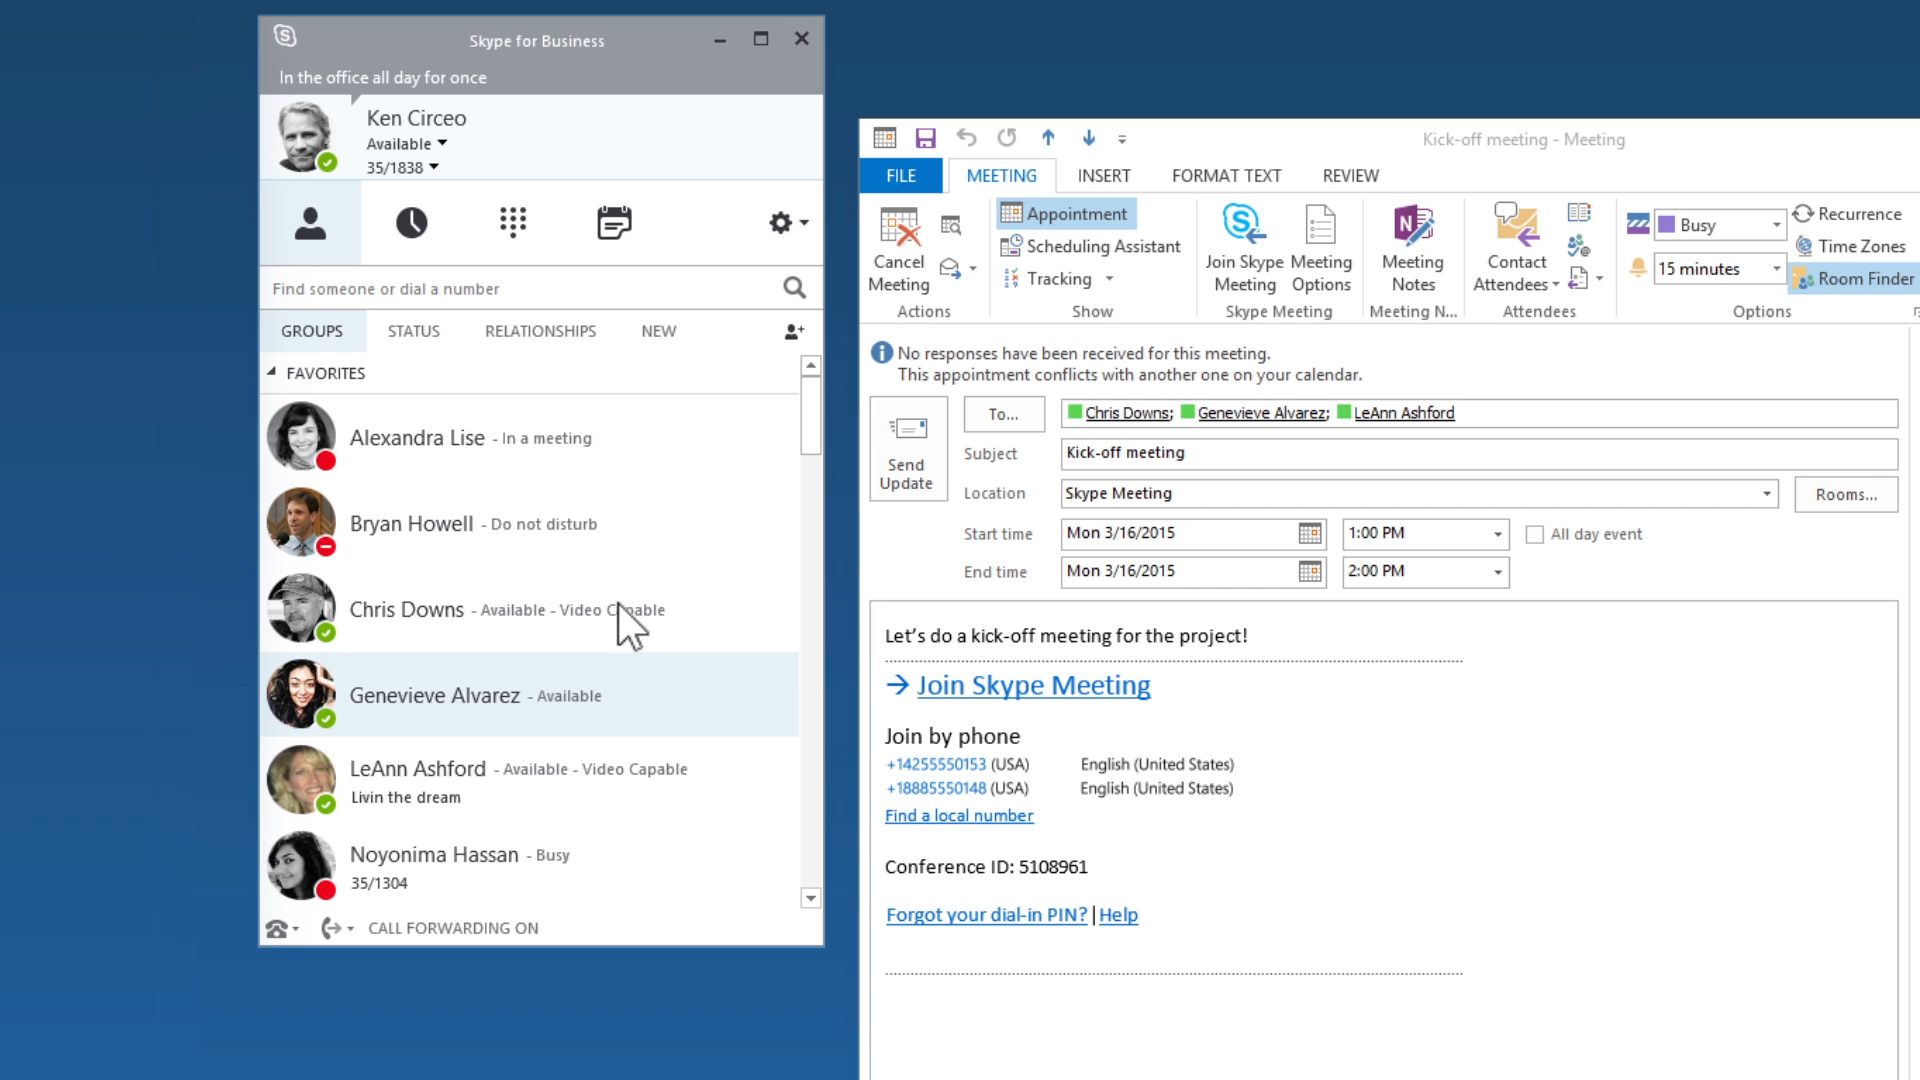 Skype for Business
In the office all day for once
Ken Circeo
Available
35/1838
Find someone or dial a number
GROUPS STATUS RELATIONSHIPS NEW
FAVORITES
Alexandra Lise - In a meeting
Bryan Howell - Do not disturb
Chris Downs - Available - Video Capable
Genevieve Alvarez - Available
LeAnn Ashford - Available - Video Capable
Livin the dream
Noyonima Hassan - Busy
35/1304
CALL FORWARDING ON
Kick-off meeting - Meeting
FILE MEETING INSERT FORMAT TEXT REVIEW
Cancel Meeting
Actions
Appointment
Scheduling Assistant
Tracking
Show
Join Skype Meeting
Meeting Options
Skype Meeting
Meeting Notes
Meeting N...
Contact Attendees
Attendees
Busy
15 minutes
Recurrence
Time Zones
Room Finder
Options
No responses have been received for this meeting.
This appointment conflicts with another one on your calendar.
Send Update
To... Chris Downs; Genevieve Alvarez; LeAnn Ashford
Subject Kick-off meeting
Location Skype Meeting Rooms...
Start time Mon 3/16/2015 1:00 PM All day event
End time Mon 3/16/2015 2:00 PM
Let's do a kick-off meeting for the project!
→ Join Skype Meeting
Join by phone
+14255550153 (USA) English (United States)
+18885550148 (USA) English (United States)
Find a local number
Conference ID: 5108961
Forgot your dial-in PIN? | Help